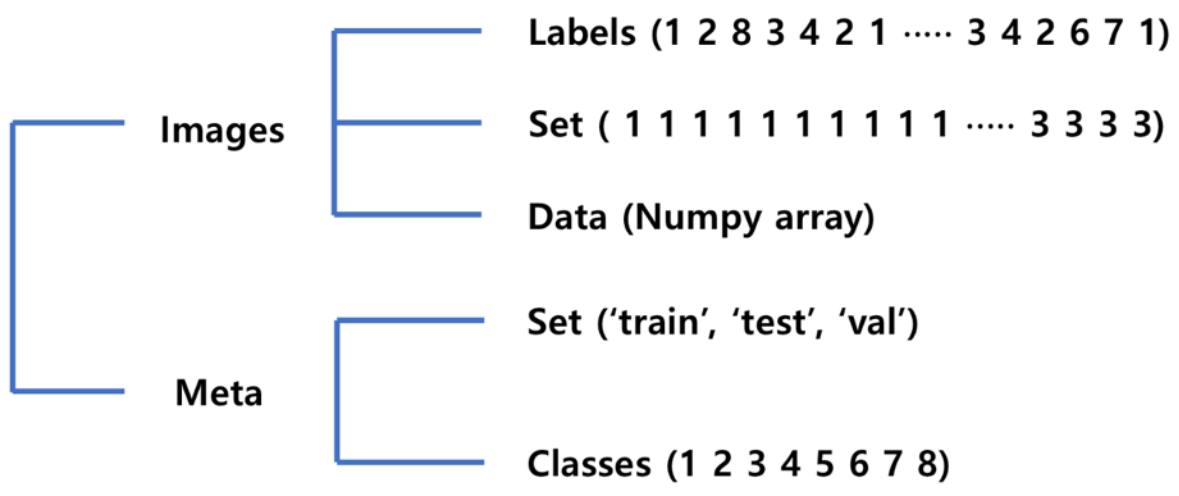 Images
Labels (1 2 8 3 4 2 1 ····· 3 4 2 6 7 1)
Set ( 1 1 1 1 1 1 1 1 1 1 ····· 3 3 3 3)
Data (Numpy array)
Meta
Set (‘train’, ‘test’, ‘val’)
Classes (1 2 3 4 5 6 7 8)